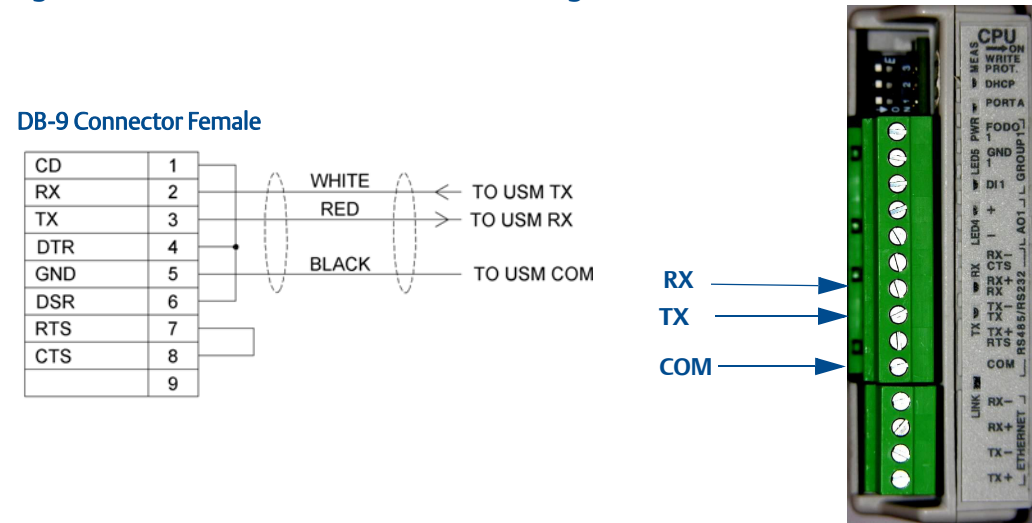 DB-9 Connector Female
CD 1
RX 2
TX 3
DTR 4
GND 5
DSR 6
RTS 7
CTS 8
9
WHITE
RED
BLACK
TO USM TX
TO USM RX
TO USM COM
RX
TX
COM
CPU
ON
MEAS
WRITE
PROT.
DHCP
PORT A
PWR
FODO
1
GND
1
LED5
GROUP1
DI 1
LED4
+
-
AO1
RX-
CTS
RX+
RX
RX
TX-
TX
TX
TX+
RTS
RS485/RS232
COM
LINK
RX-
RX+
TX-
TX+
ETHERNET